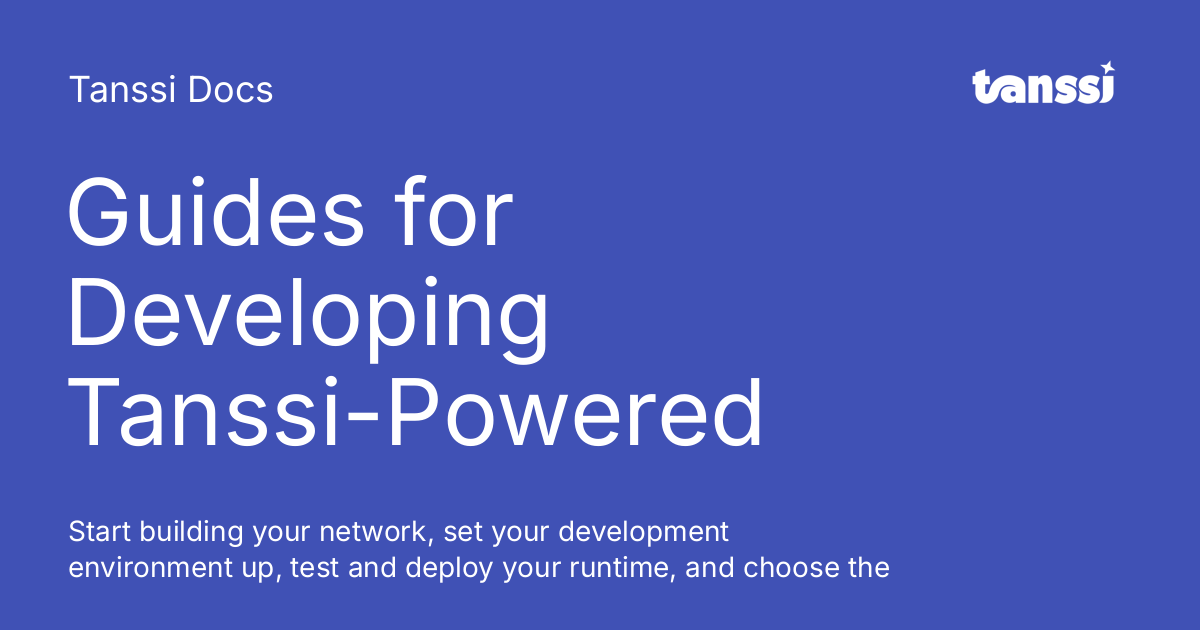 Tanssi Docs
tanssi
Guides for
Developing
Tanssi-Powered
Start building your network, set your development
environment up, test and deploy your runtime, and choose the